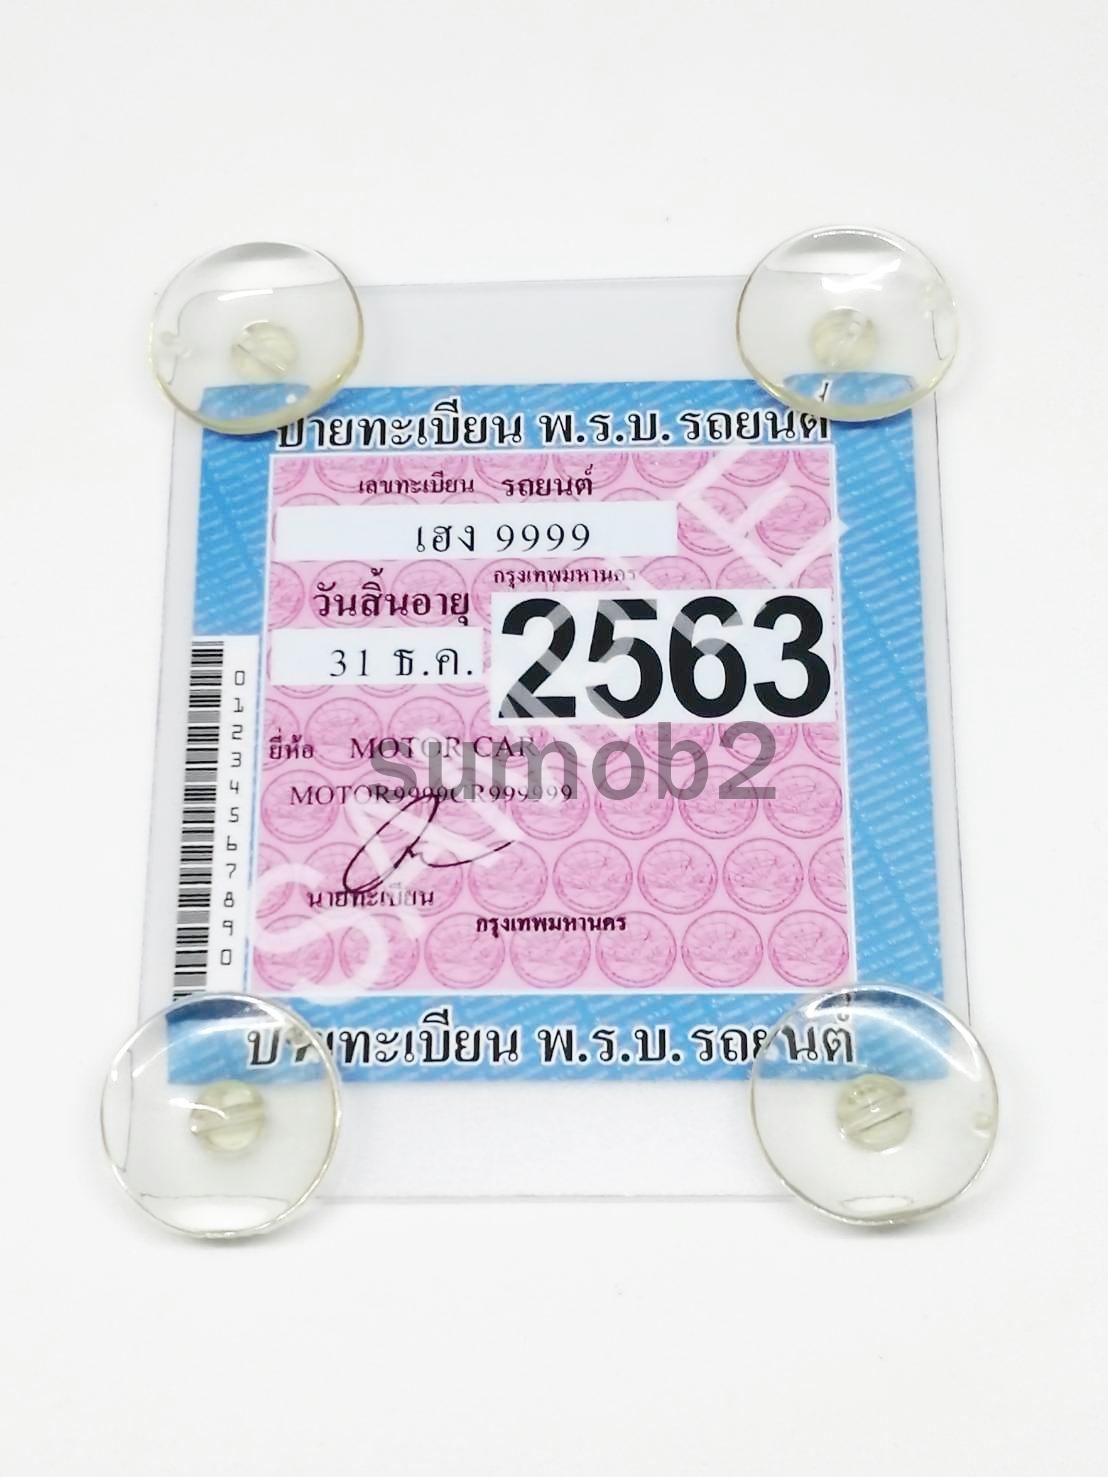 ป้ายทะเบียน พ.ร.บ. รถยนต์
เลขทะเบียน รถยนต์
เฮง 9999
กรุงเทพมหานคร
วันสิ้นอายุ
31 ธ.ค.
2563
ยี่ห้อ MOTOR CAR
MOTOR9999CR999999
นายทะเบียน
กรุงเทพมหานคร
ป้ายทะเบียน พ.ร.บ. รถยนต์
01234567890
SAMPLE
sumob2